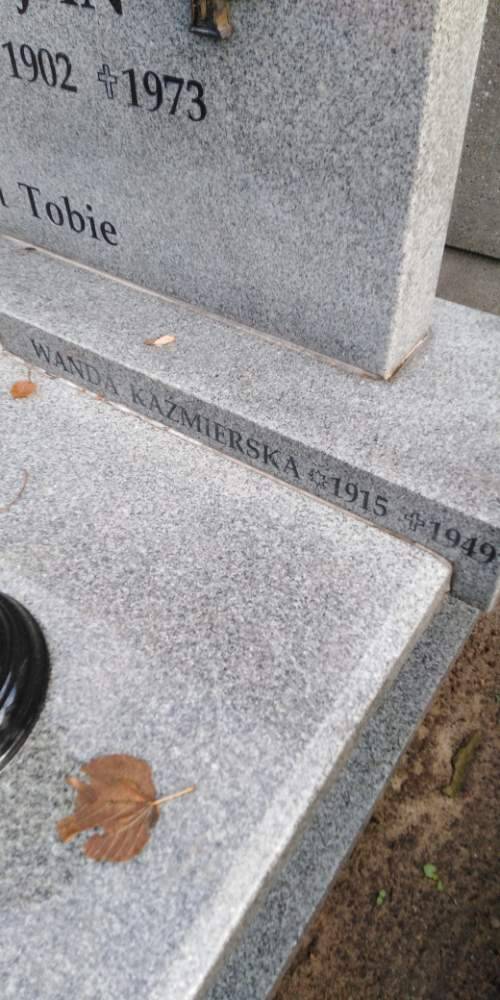 1902 ✝1973
Tobie
WANDA KAŹMIERSKA ✡1915 ✝1949